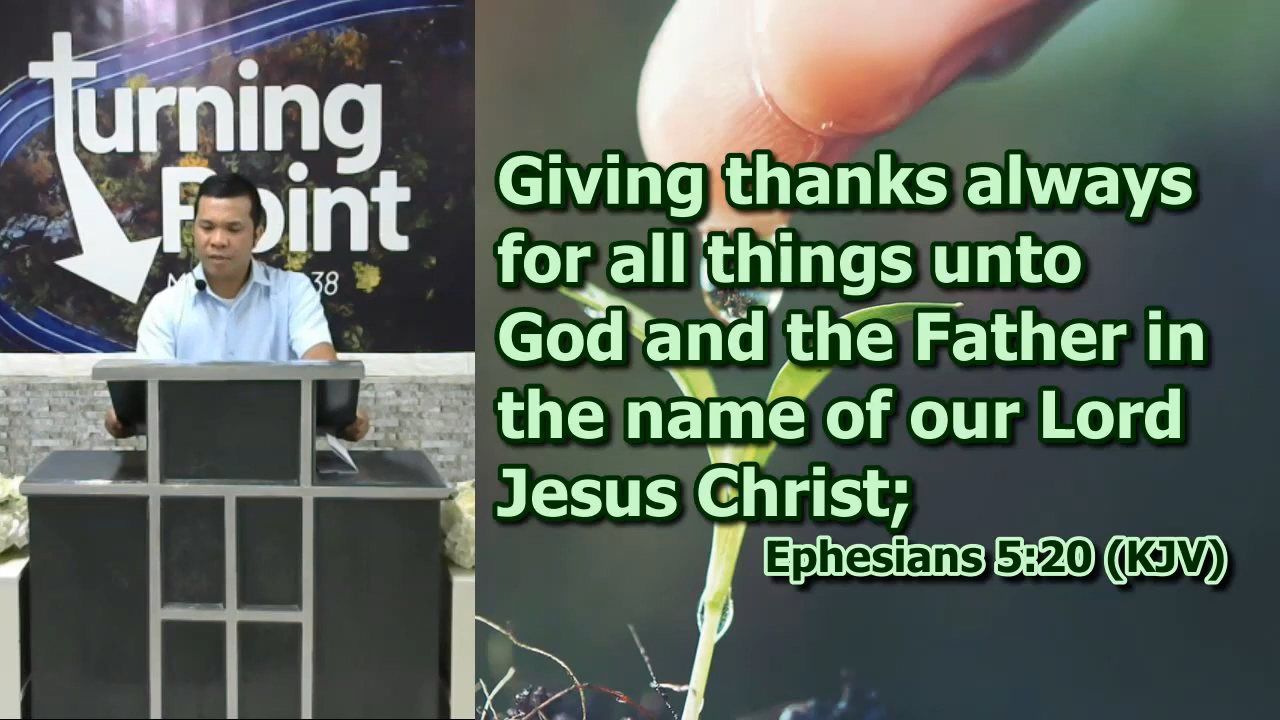 turning
Point
38
Giving thanks always
for all things unto
God and the Father in
the name of our Lord
Jesus Christ;
Ephesians 5:20 (KJV)